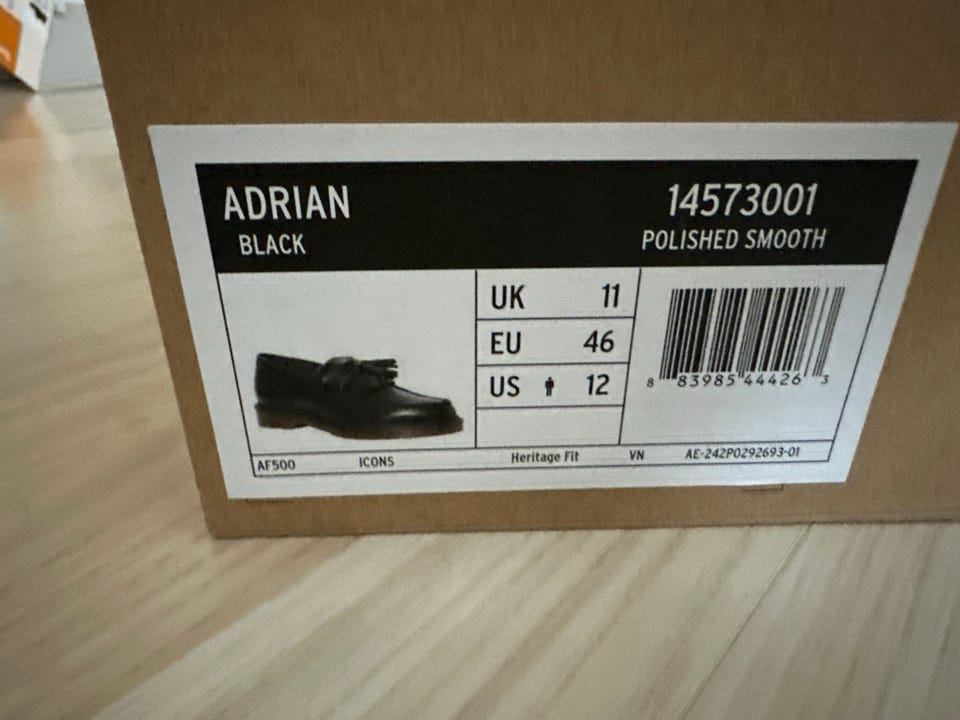 ADRIAN
BLACK
14573001
POLISHED SMOOTH
UK 11
EU 46
US 12
8 83985 44426 3
AF500 ICONS Heritage Fit VN AE-242P0292693-01